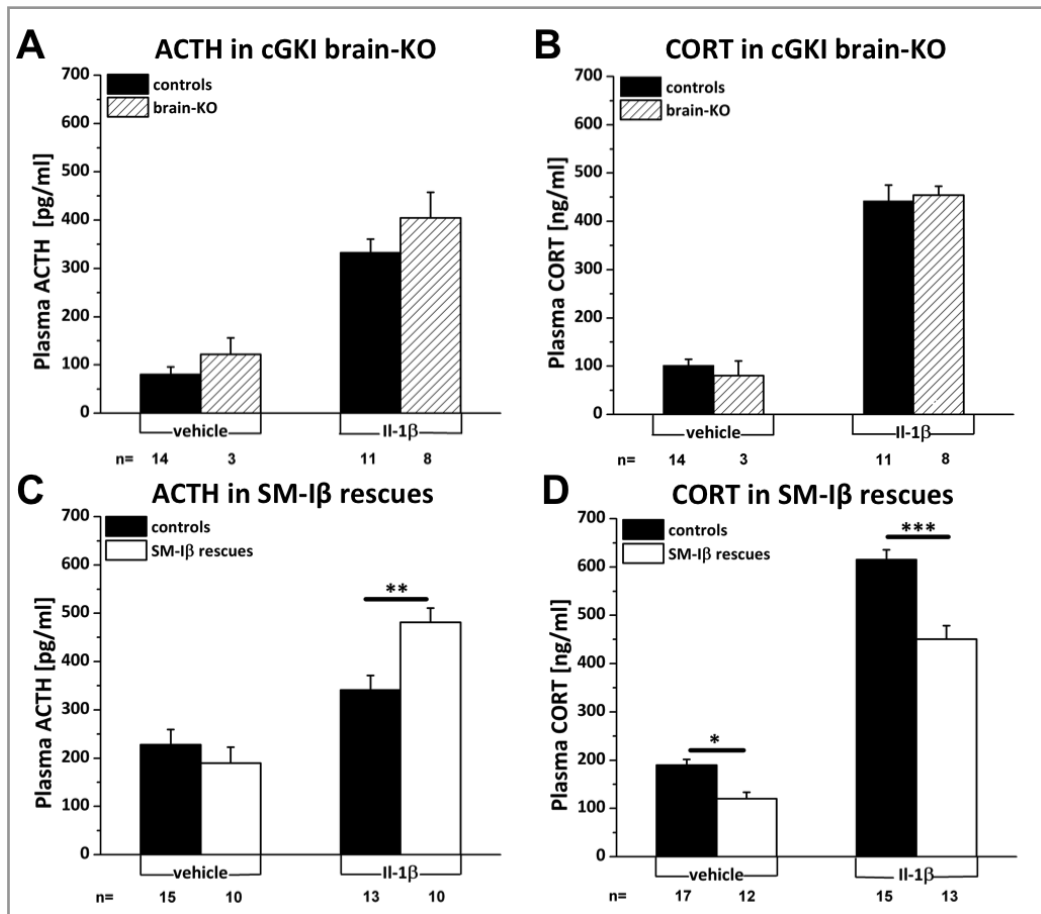 A
ACTH in cGKI brain-KO
controls
brain-KO
Plasma ACTH [pg/ml]
700
600
500
400
300
200
100
0
vehicle
Il-1β
n= 14 3 11 8
B
CORT in cGKI brain-KO
controls
brain-KO
Plasma CORT [ng/ml]
700
600
500
400
300
200
100
0
vehicle
Il-1β
14 3 11 8
C
ACTH in SM-Iβ rescues
controls
SM-Iβ rescues
**
Plasma ACTH [pg/ml]
700
600
500
400
300
200
100
0
vehicle
Il-1β
n= 15 10 13 10
D
CORT in SM-Iβ rescues
controls
SM-Iβ rescues
***
*
Plasma CORT [ng/ml]
700
600
500
400
300
200
100
0
vehicle
Il-1β
n= 17 12 15 13